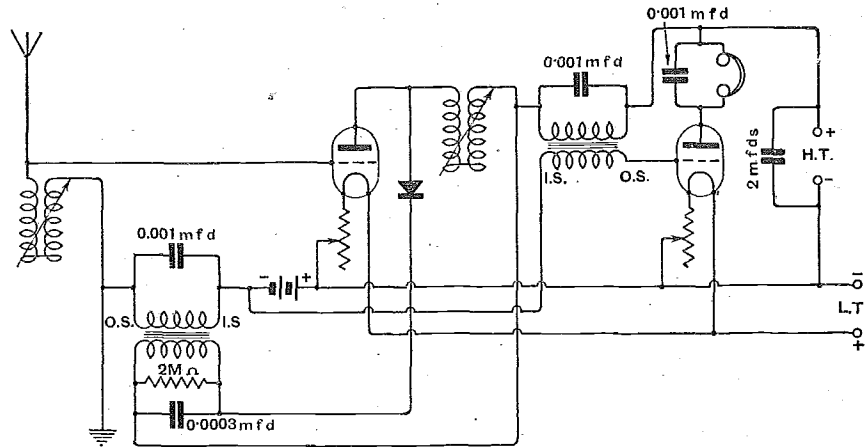 0·001 mfd
0·001 mfd
I.S.
O.S.
2 mfds
+
H.T.
-
0.001 mfd
-
+
O.S.
I.S
2M Ω
0·0003 mfd
-
L.T
+